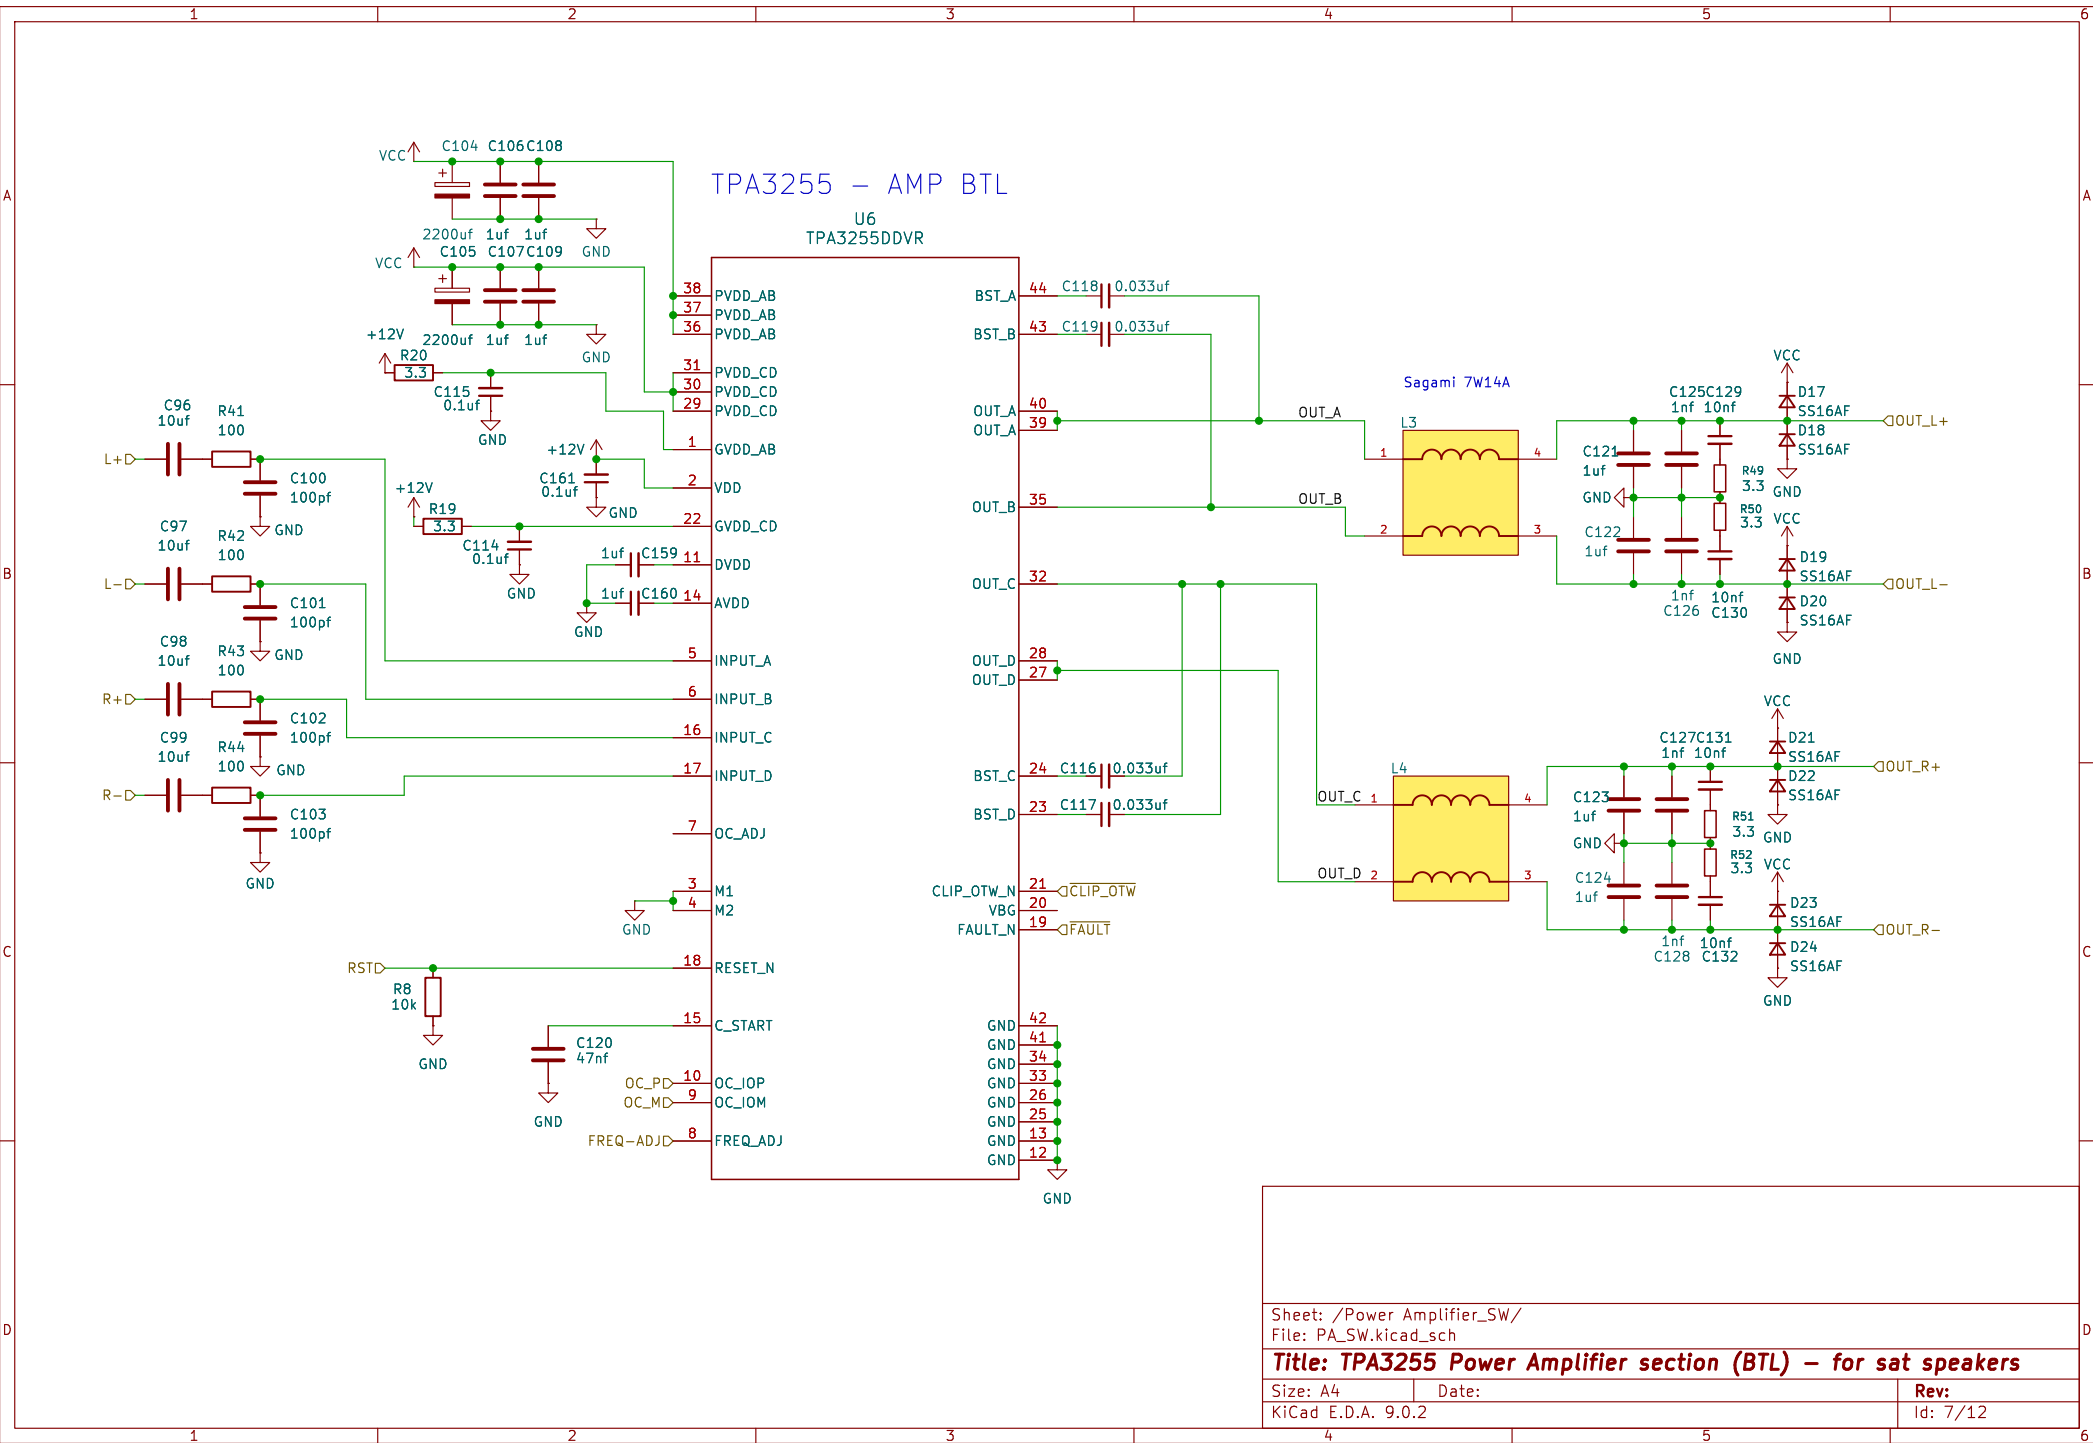 1 2 3 4 5 6
A A
B B
C C
D D
1 2 3 4 5 6
TPA3255 - AMP BTL
U6
TPA3255DDVR
VCC
C104 C106 C108
+
2200uf 1uf 1uf
GND
VCC
C105 C107 C109
+
2200uf 1uf 1uf
GND
+12V
R20
3.3
C115
0.1uf
GND
+12V
C161
0.1uf
GND
+12V
R19
3.3
C114
0.1uf
GND
1uf C159
1uf C160
GND
C96
10uf
R41
100
L+
C100
100pf
GND
C97
10uf
R42
100
L-
C101
100pf
GND
C98
10uf
R43
100
R+
C102
100pf
GND
C99
10uf
R44
100
R-
C103
100pf
GND
GND
RST
R8
10k
GND
C120
47nf
GND
OC_P
OC_M
FREQ-ADJ
38 PVDD_AB
37 PVDD_AB
36 PVDD_AB
31 PVDD_CD
30 PVDD_CD
29 PVDD_CD
1 GVDD_AB
2 VDD
22 GVDD_CD
11 DVDD
14 AVDD
5 INPUT_A
6 INPUT_B
16 INPUT_C
17 INPUT_D
7 OC_ADJ
3 M1
4 M2
18 RESET_N
15 C_START
10 OC_IOP
9 OC_IOM
8 FREQ_ADJ
BST_A 44
BST_B 43
OUT_A 40
OUT_A 39
OUT_B 35
OUT_C 32
OUT_D 28
OUT_D 27
BST_C 24
BST_D 23
CLIP_OTW_N 21
VBG 20
FAULT_N 19
GND 42
GND 41
GND 34
GND 33
GND 26
GND 25
GND 13
GND 12
GND
C118 0.033uf
C119 0.033uf
C116 0.033uf
C117 0.033uf
CLIP_OTW
FAULT
OUT_A
OUT_B
OUT_C
OUT_D
Sagami 7W14A
L3
1 4
2 3
L4
1 4
2 3
C125 C129
1nf 10nf
C121
1uf
GND
C122
1uf
R49
3.3
R50
3.3
1nf
C126
10nf
C130
VCC
D17
SS16AF
D18
SS16AF
GND
OUT_L+
VCC
D19
SS16AF
D20
SS16AF
GND
OUT_L-
C127 C131
1nf 10nf
C123
1uf
GND
C124
1uf
R51
3.3
R52
3.3
1nf
C128
10nf
C132
VCC
D21
SS16AF
D22
SS16AF
GND
OUT_R+
VCC
D23
SS16AF
D24
SS16AF
GND
OUT_R-
Sheet: /Power Amplifier_SW/
File: PA_SW.kicad_sch
Title: TPA3255 Power Amplifier section (BTL) - for sat speakers
Size: A4 Date: Rev:
KiCad E.D.A. 9.0.2 Id: 7/12